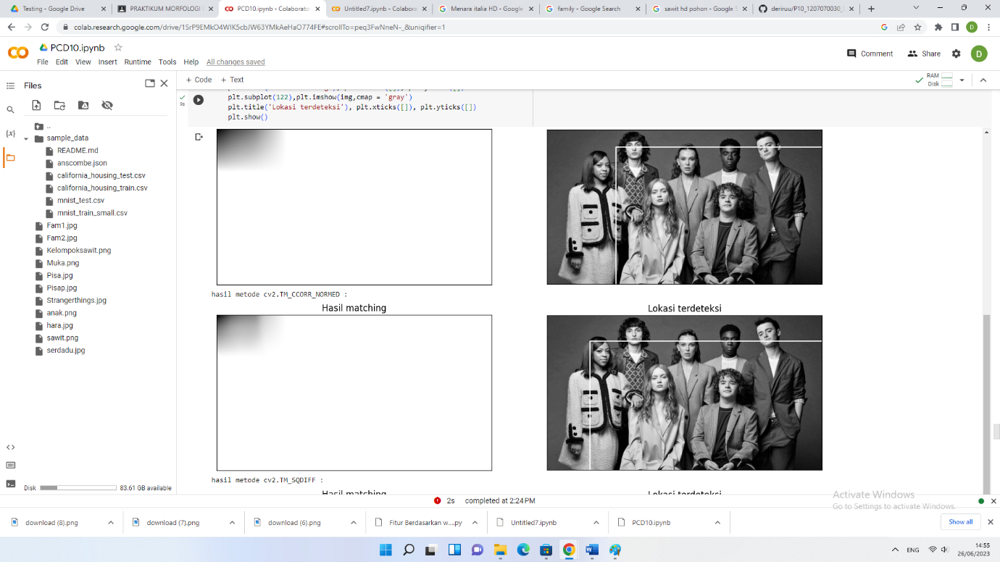 Testing - Google Drive
PRAKTIKUM MORFOLOGI
PCD10.ipynb - Colaborato
Untitled7.ipynb - Colabora
Menara italia HD - Google
family - Google Search
sawit hd pohon - Google S
deriruu/P10_1207070030_
colab.research.google.com/drive/1SrP9EMkO4WIK5cbJW63YMkAeHaO774FE#scrollTo=peq3FwNneN-_&uniqifier=1
D
PCD10.ipynb
File Edit View Insert Runtime Tools Help All changes saved
Comment Share D
Files
+ Code + Text
RAM
Disk
..
sample_data
README.md
anscombe.json
california_housing_test.csv
california_housing_train.csv
mnist_test.csv
mnist_train_small.csv
Fam1.jpg
Fam2.jpg
Kelompoksawit.png
Muka.png
Pisa.jpg
Pisap.jpg
Strangerthings.jpg
anak.png
hara.jpg
sawit.png
serdadu.jpg
Disk 83.61 GB available
9s
plt.subplot(122),plt.imshow(img,cmap = 'gray')
plt.title('Lokasi terdeteksi'), plt.xticks([]), plt.yticks([])
plt.show()
hasil metode cv2.TM_CCORR_NORMED :
Hasil matching Lokasi terdeteksi
hasil metode cv2.TM_SQDIFF :
Hasil matching Lokasi terdeteksi
2s completed at 2:24 PM
Activate Windows
Go to Settings to activate Windows.
download (8).png
download (7).png
download (6).png
Fitur Berdasarkan w....py
Untitled7.ipynb
PCD10.ipynb
Show all
ENG
14:55
26/06/2023